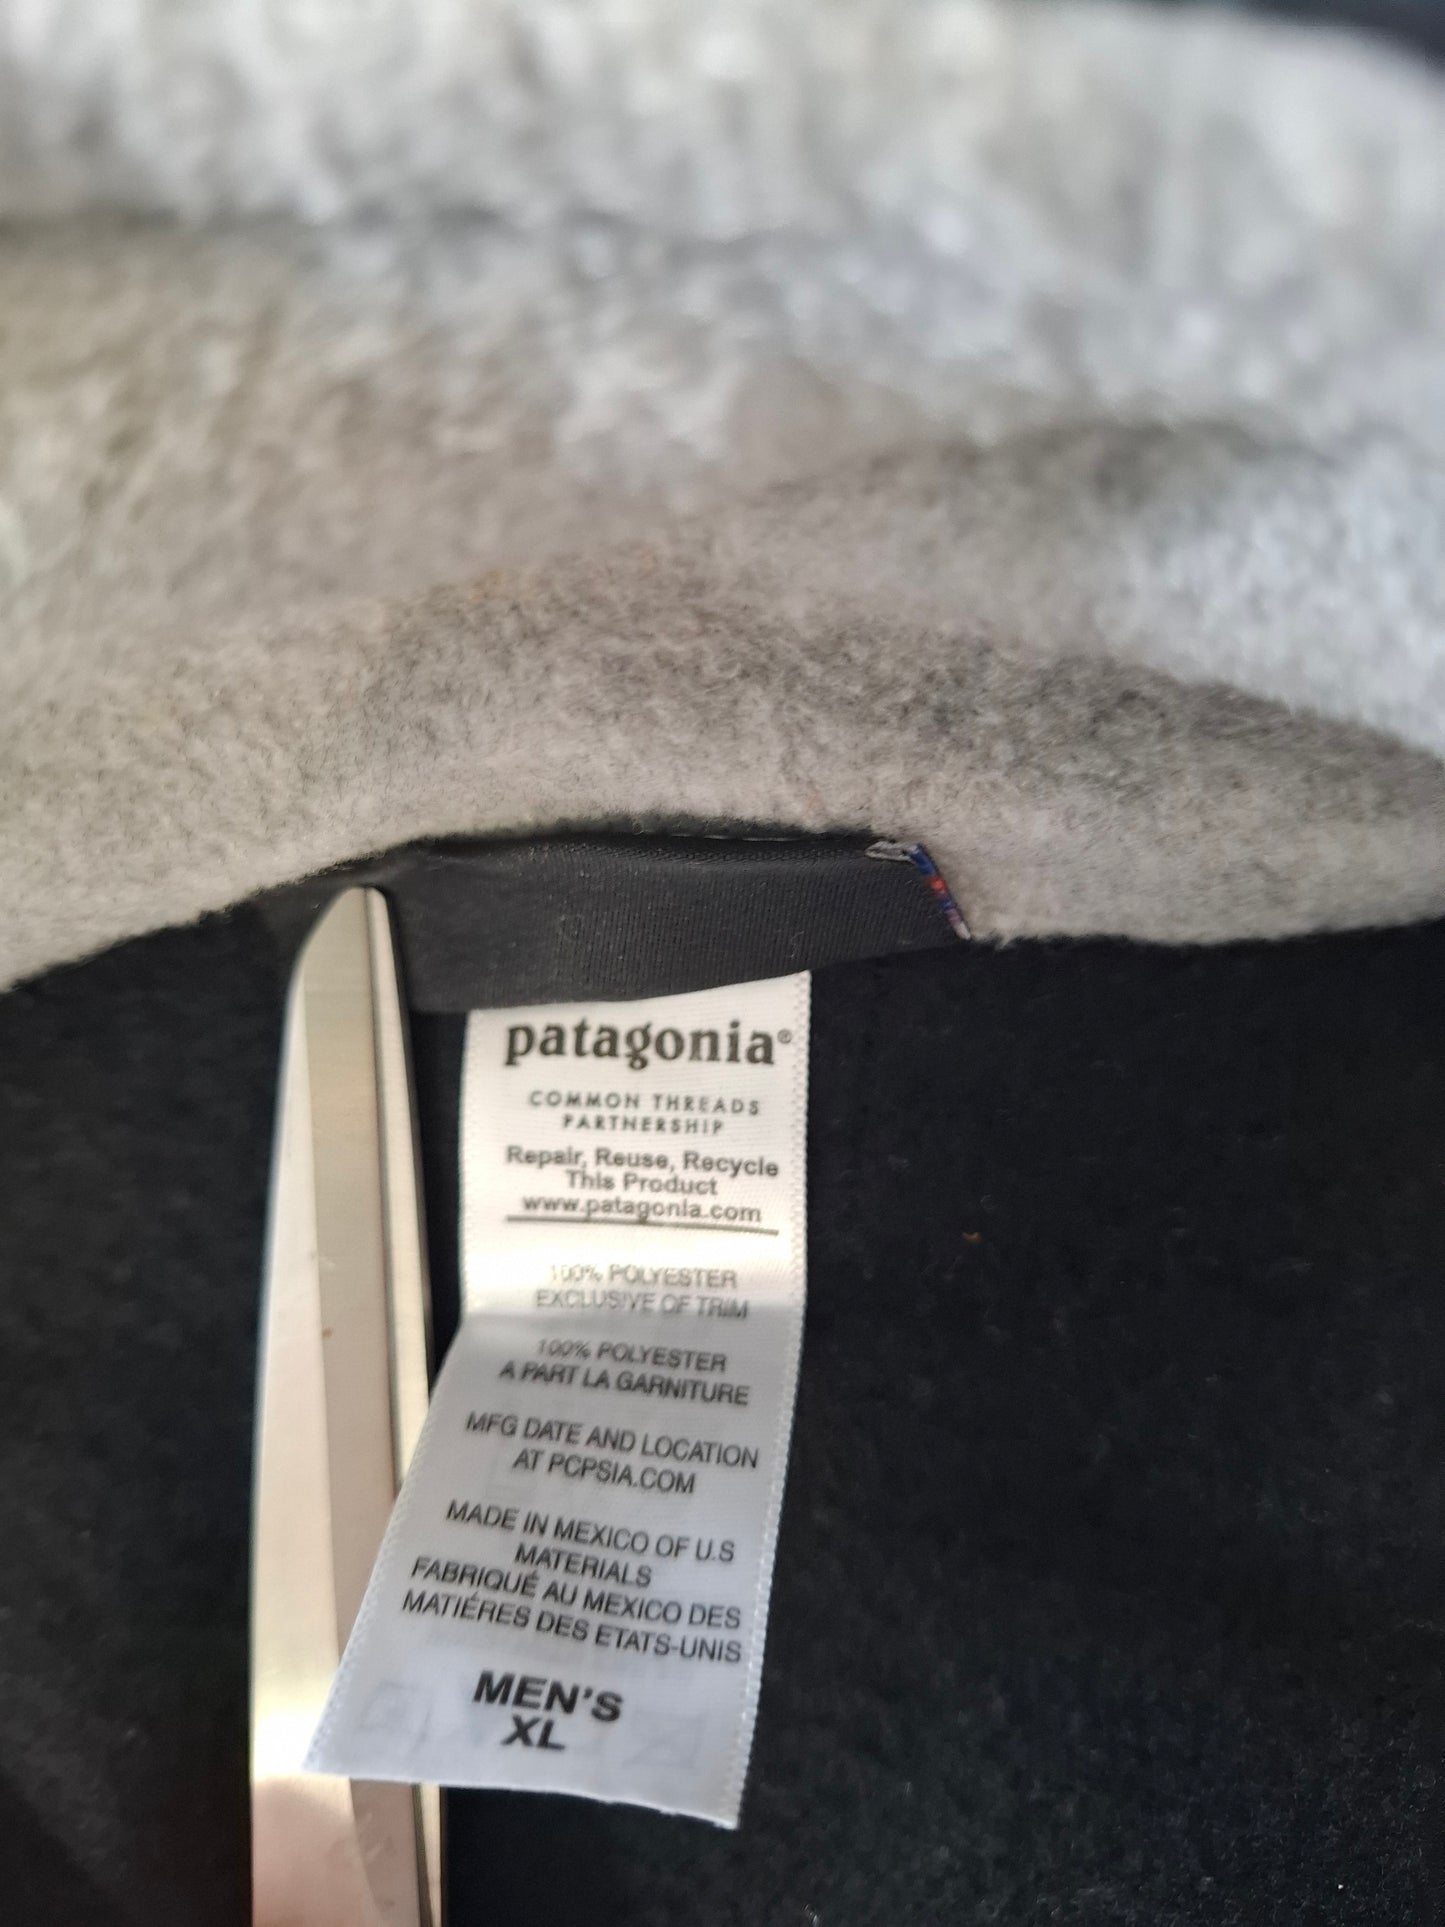 patagonia®
COMMON THREADS
PARTNERSHIP
Repair, Reuse, Recycle
This Product
www.patagonia.com
100% POLYESTER
EXCLUSIVE OF TRIM
100% POLYESTER
A PART LA GARNITURE
MFG DATE AND LOCATION
AT PCPSIA.COM
MADE IN MEXICO OF U.S
MATERIALS
FABRIQUÉ AU MEXICO DES
MATIÉRES DES ETATS-UNIS
MEN'S
XL